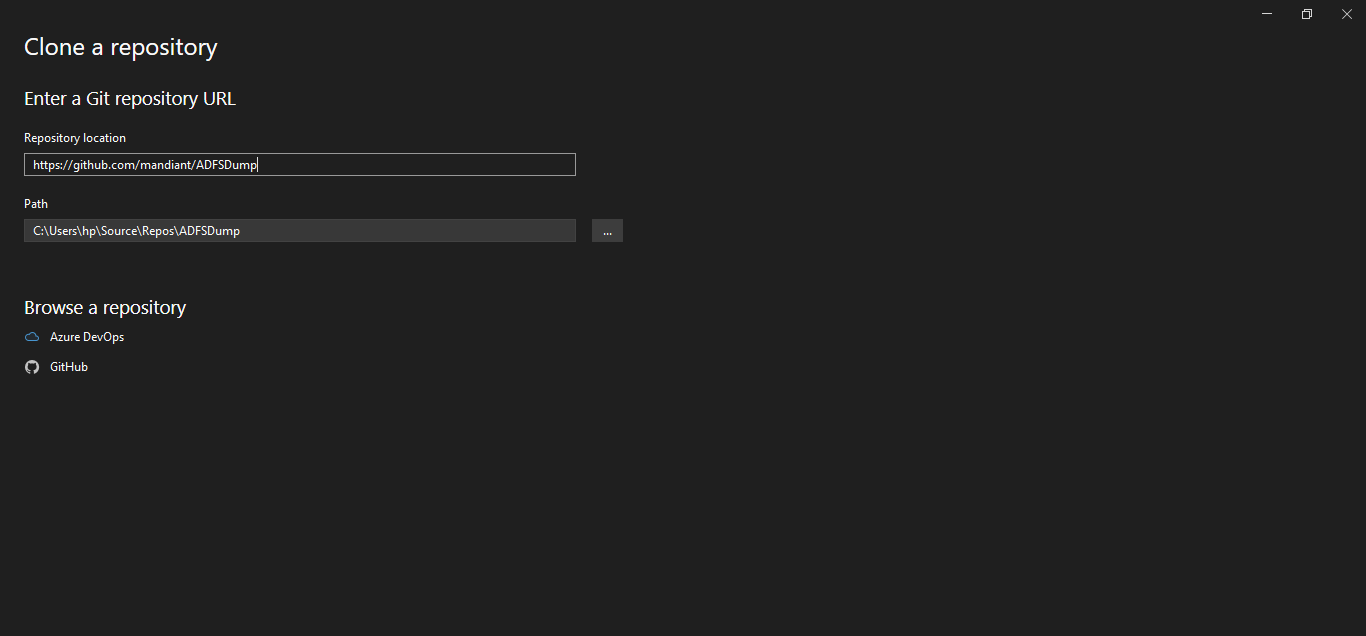 Clone a repository
Enter a Git repository URL
Repository location
https://github.com/mandiant/ADFSDump
Path
C:\Users\hp\Source\Repos\ADFSDump
...
Browse a repository
Azure DevOps
GitHub